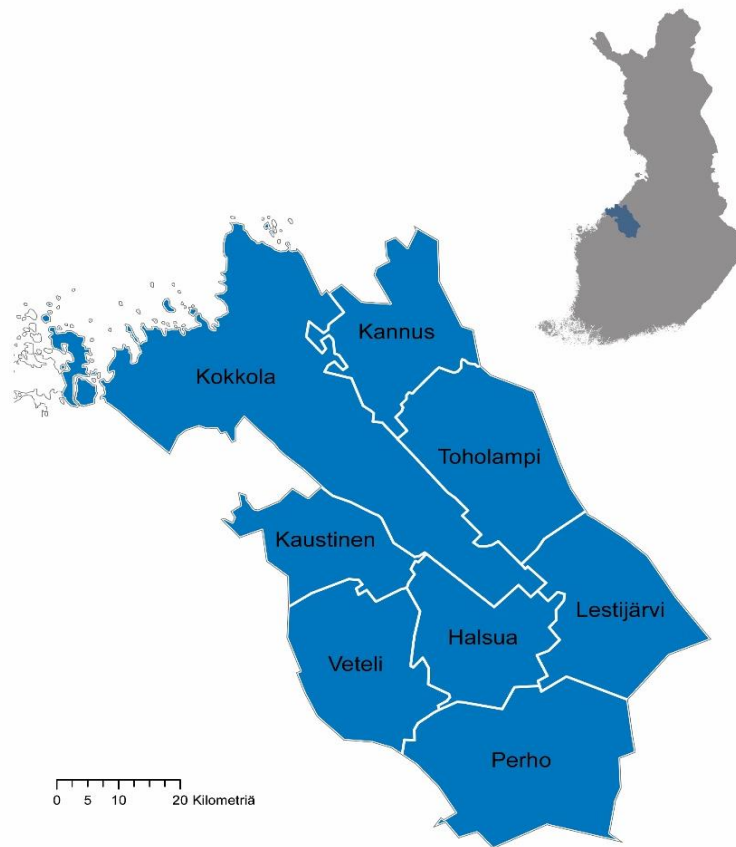 Kannus
Kokkola
Toholampi
Kaustinen
Lestijärvi
Halsua
Veteli
Perho
0 5 10 20 Kilometriä